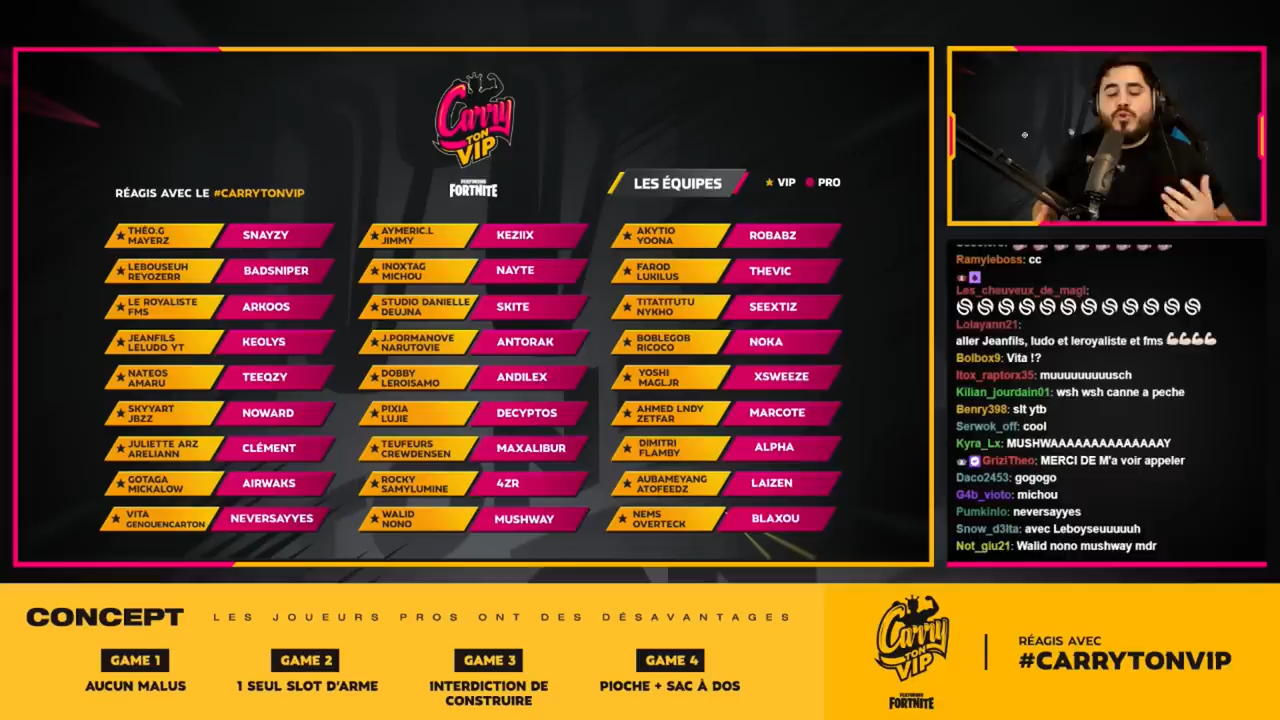 Carry
TON
VIP
FEATURING
FORTNITE
RÉAGIS AVEC LE #CARRYTONVIP
LES ÉQUIPES
VIP
PRO
THÉO.G
MAYERZ
SNAYZY
AYMERIC.L
JIMMY
KEZIIX
AKYTIO
YOONA
ROBABZ
LEBOUSEUH
REYOZERR
BADSNIPER
INOXTAG
MICHOU
NAYTE
FAROD
LUKILUS
THEVIC
LE ROYALISTE
FMS
ARKOOS
STUDIO DANIELLE
DEUJNA
SKITE
TITATITUTU
NYKHO
SEEXTIZ
JEANFILS
LELUDO YT
KEOLYS
J.PORMANOVE
NARUTOVIE
ANTORAK
BOBLEGOB
RICOCO
NOKA
NATEOS
AMARU
TEEQZY
DOBBY
LEROISAMO
ANDILEX
YOSHI
MAGLJR
XSWEEZE
SKYYART
JBZZ
NOWARD
PIXIA
LUJIE
DECYPTOS
AHMED LNDY
ZETFAR
MARCOTE
JULIETTE ARZ
ARELIANN
CLÉMENT
TEUFEURS
CREWDENSEN
MAXALIBUR
DIMITRI
FLAMBY
ALPHA
GOTAGA
MICKALOW
AIRWAKS
ROCKY
SAMYLUMINE
4ZR
AUBAMEYANG
ATOFEEDZ
LAIZEN
VITA
GENOUENCARTON
NEVERSAYYES
WALID
NONO
MUSHWAY
NEMS
OVERTECK
BLAXOU
Ramyleboss: cc
Les_cheuveux_de_magi:
Lolayann21:
aller Jeanfils, ludo et leroyaliste et fms
Bolbox9: Vita !?
Itox_raptorx35: muuuuuuuuusch
Kilian_jourdain01: wsh wsh canne a peche
Benry398: slt ytb
Serwok_off: cool
Kyra_Lx: MUSHWAAAAAAAAAAAAAY
GriziTheo: MERCI DE M'a voir appeler
Daco2453: gogogo
G4b_vioto: michou
Pumkinlo: neversayyes
Snow_d3lta: avec Leboyseuuuuuh
Not_giu21: Walid nono mushway mdr
CONCEPT
LES JOUEURS PROS ONT DES DÉSAVANTAGES
GAME 1
AUCUN MALUS
GAME 2
1 SEUL SLOT D'ARME
GAME 3
INTERDICTION DE
CONSTRUIRE
GAME 4
PIOCHE + SAC À DOS
Carry
TON
VIP
FEATURING
FORTNITE
RÉAGIS AVEC
#CARRYTONVIP